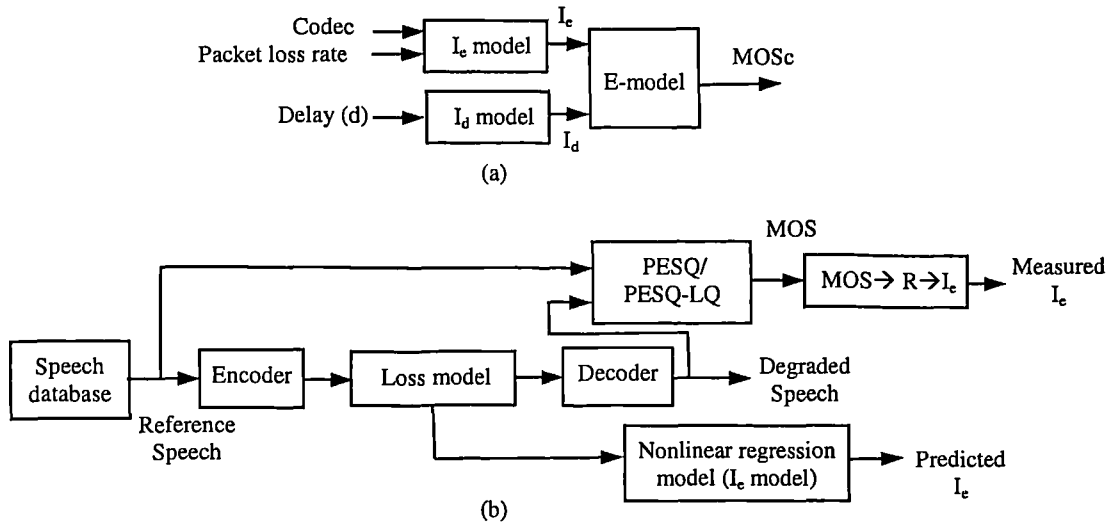 Codec
Packet loss rate
Ie model
Ie
E-model
MOSc
Delay (d)
Id model
Id
(a)
MOS
PESQ/
PESQ-LQ
MOS→ R→Ie
Measured
Ie
Speech
database
Encoder
Loss model
Decoder
Degraded
Speech
Reference
Speech
Nonlinear regression
model (Ie model)
Predicted
Ie
(b)